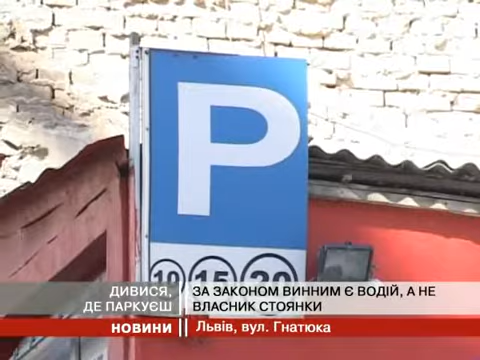 P
10 15 20
ДИВИСЯ,
ДЕ ПАРКУЄШ
ЗА ЗАКОНОМ ВИННИМ Є ВОДІЙ, А НЕ
ВЛАСНИК СТОЯНКИ
НОВИНИ
Львів, вул. Гнатюка